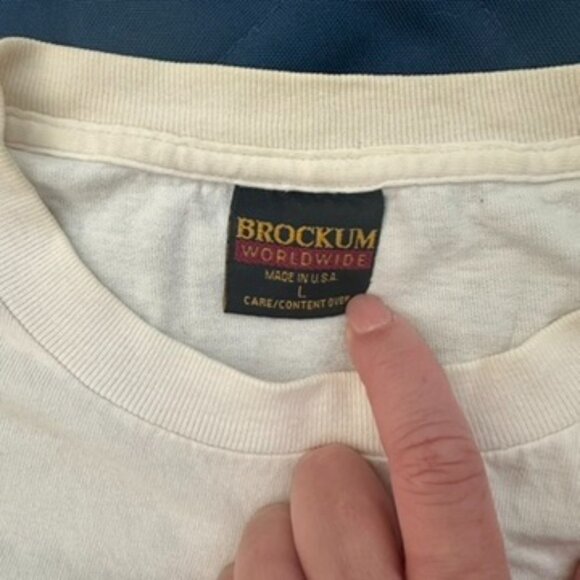 BROCKUM
WORLDWIDE
MADE IN U.S.A.
L
CARE/CONTENT OVER